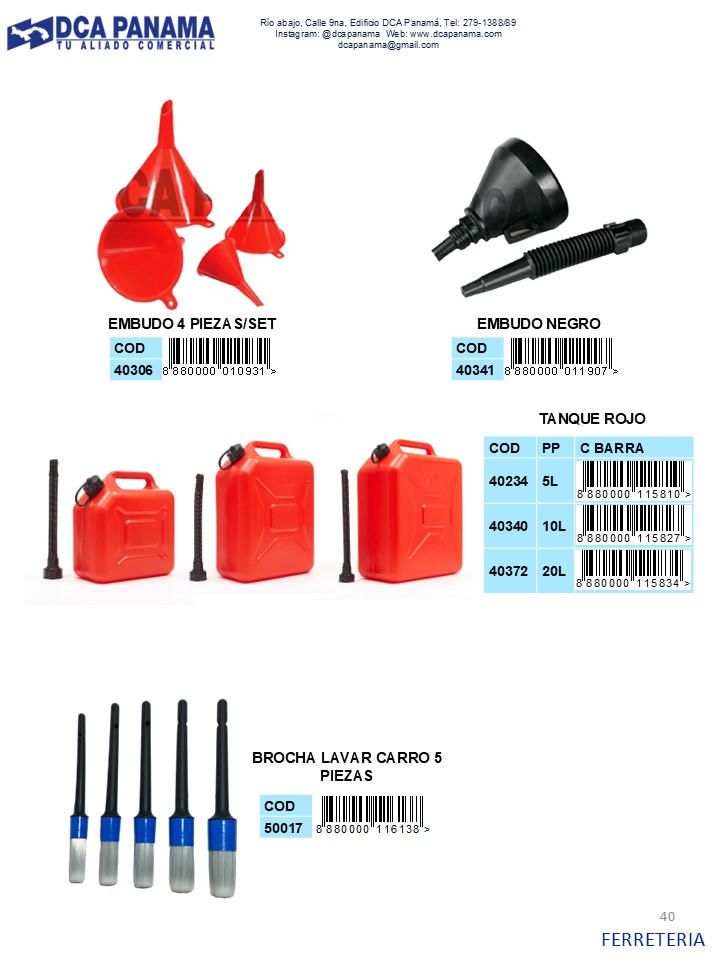 DCA PANAMA
TU ALIADO COMERCIAL
Río abajo, Calle 9na, Edificio DCA Panamá, Tel: 279-1388/89
Instagram: @dcapanama Web: www.dcapanama.com
dcapanama@gmail.com
EMBUDO 4 PIEZAS/SET
COD
40306
8 880000 010931 >
EMBUDO NEGRO
COD
40341
8 880000 011907 >
TANQUE ROJO
COD PP C BARRA
40234 5L 8 880000 115810 >
40340 10L 8 880000 115827 >
40372 20L 8 880000 115834 >
BROCHA LAVAR CARRO 5
PIEZAS
COD
50017
8 880000 116138 >
40
FERRETERIA